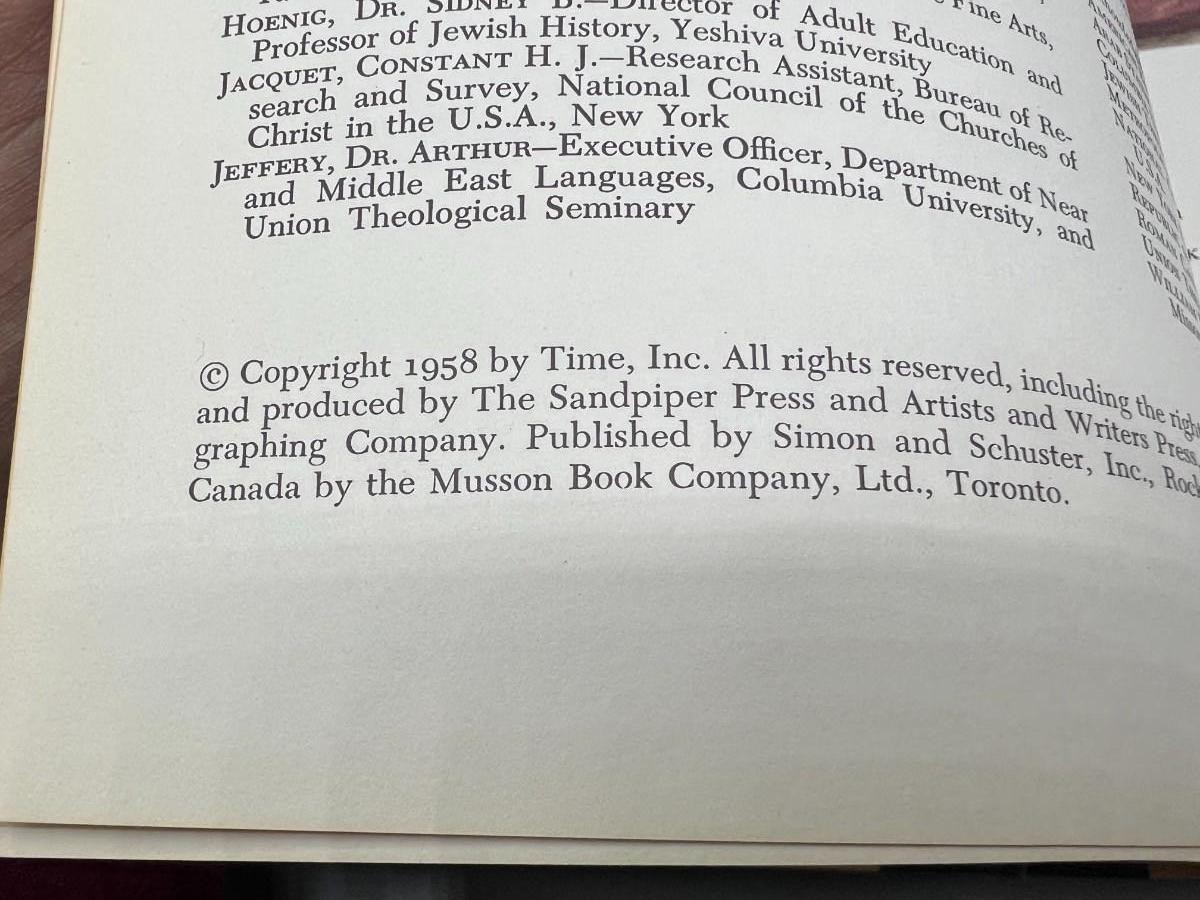 Fine Arts,
HOENIG, DR. SIDNEY B.—Director of Adult Education and
Professor of Jewish History, Yeshiva University
JACQUET, CONSTANT H. J.—Research Assistant, Bureau of Re-
search and Survey, National Council of the Churches of
Christ in the U.S.A., New York
JEFFERY, DR. ARTHUR—Executive Officer, Department of Near
and Middle East Languages, Columbia University, and
Union Theological Seminary
© Copyright 1958 by Time, Inc. All rights reserved, including the right
and produced by The Sandpiper Press and Artists and Writers Press,
graphing Company. Published by Simon and Schuster, Inc., Rock
Canada by the Musson Book Company, Ltd., Toronto.